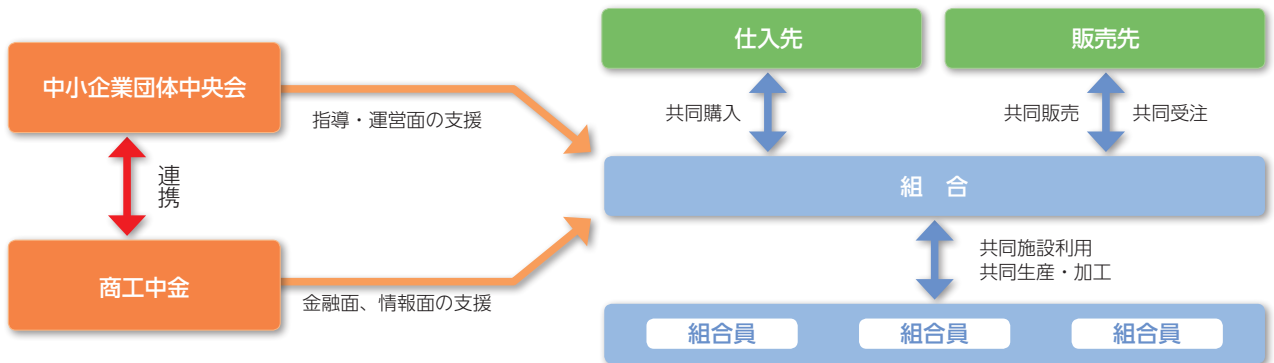 仕入先
販売先
中小企業団体中央会
指導・運営面の支援
共同購入
共同販売
共同受注
連携
組　合
商工中金
金融面、情報面の支援
共同施設利用
共同生産・加工
組合員
組合員
組合員